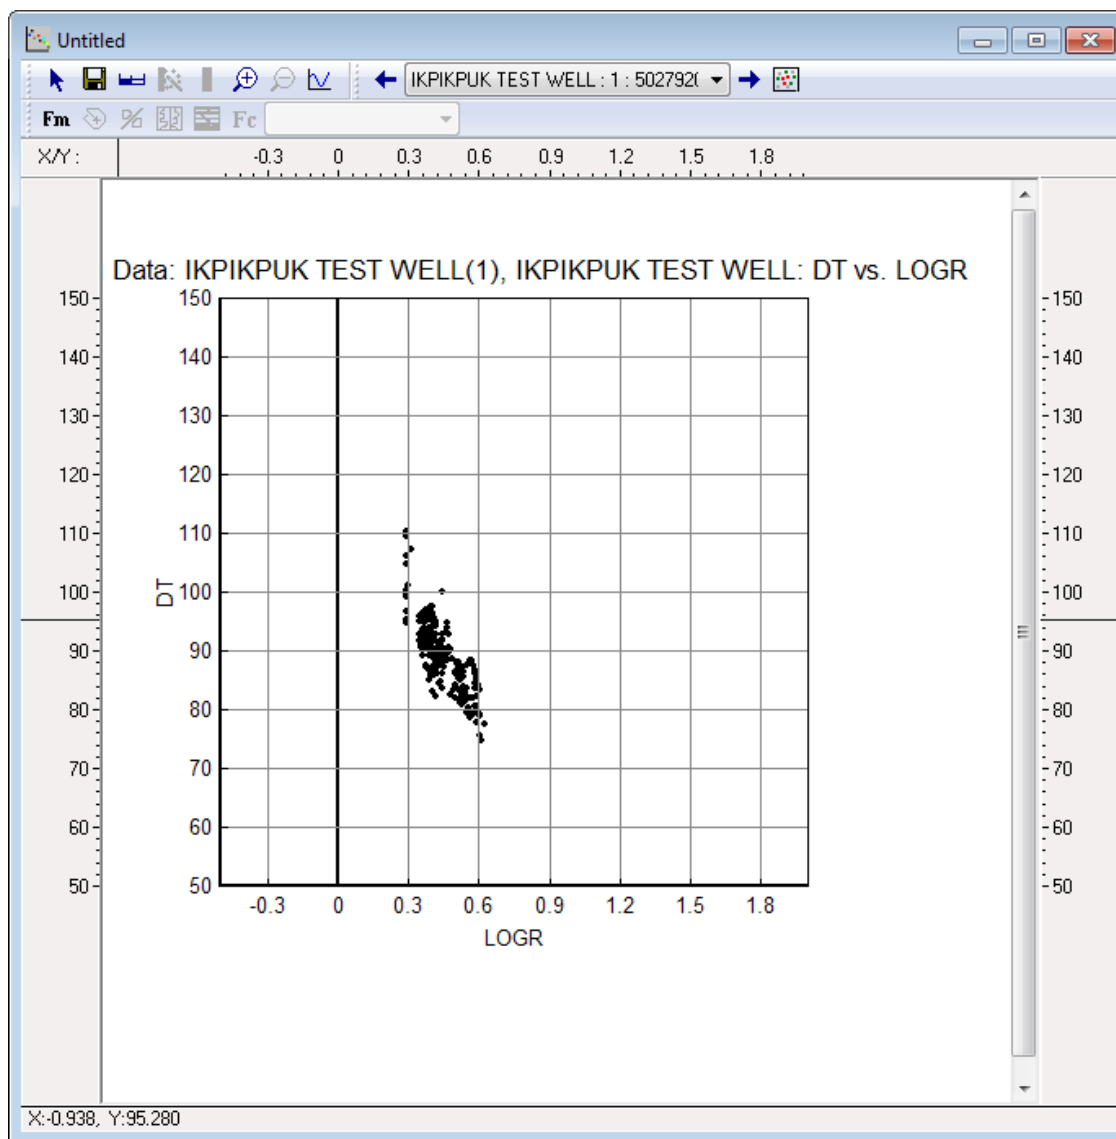 Untitled
IKPIKPUK TEST WELL : 1 : 502792(
Fm Fc
X/Y : -0.3 0 0.3 0.6 0.9 1.2 1.5 1.8
Data: IKPIKPUK TEST WELL(1), IKPIKPUK TEST WELL: DT vs. LOGR
150 150 150
140 140 140
130 130 130
120 120 120
110 110 110
DT
100 100 100
90 90 90
80 80 80
70 70 70
60 60 60
50 50 50
-0.3 0 0.3 0.6 0.9 1.2 1.5 1.8
LOGR
X:-0.938, Y:95.280